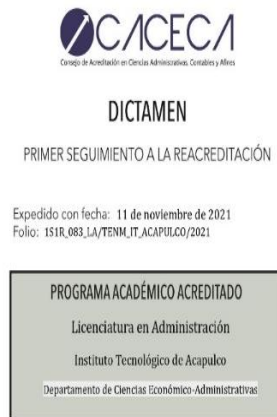 CACECA
Consejo de Acreditación en Ciencias Administrativas, Contables y Afines
DICTAMEN
PRIMER SEGUIMIENTO A LA REACREDITACIÓN
Expedido con fecha: 11 de noviembre de 2021
Folio: 1S1R_083_LA/TENM_IT_ACAPULCO/2021
PROGRAMA ACADÉMICO ACREDITADO
Licenciatura en Administración
Instituto Tecnológico de Acapulco
Departamento de Ciencias Económico-Administrativas